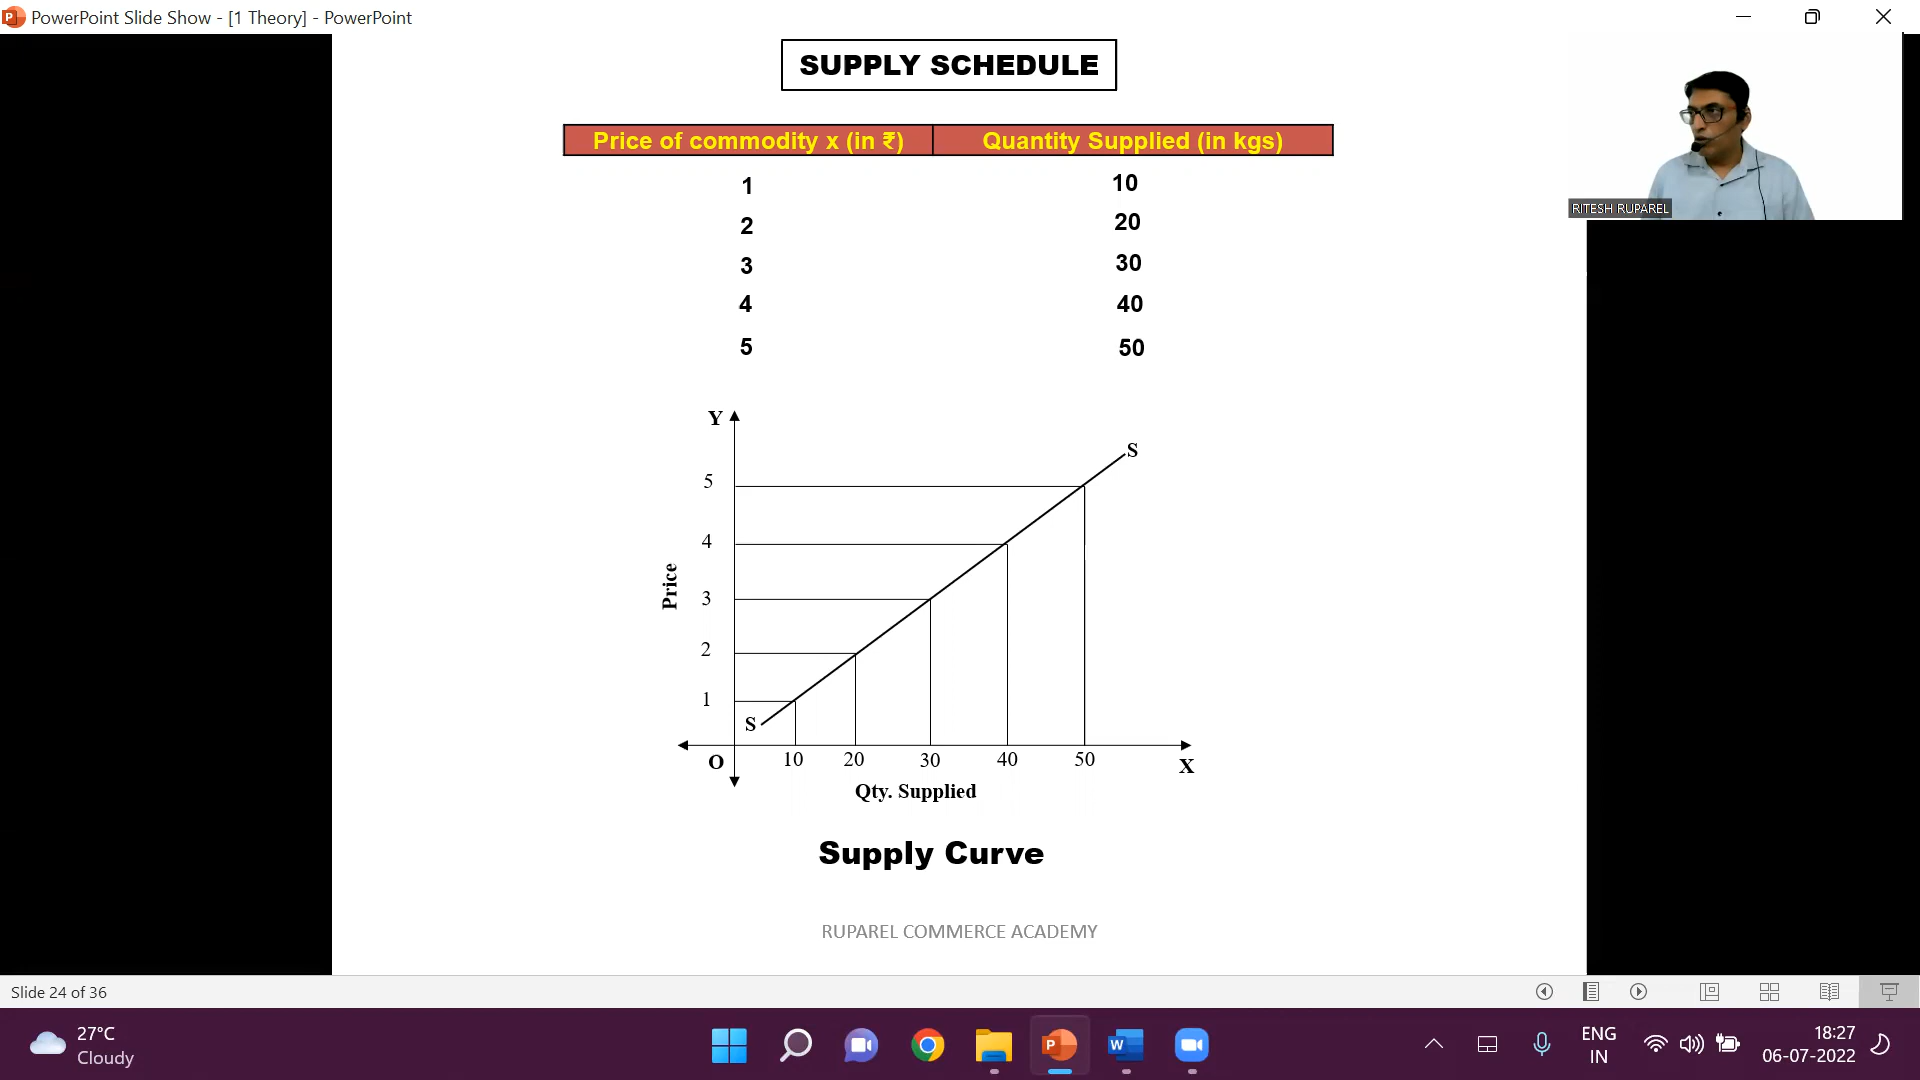 PowerPoint Slide Show - [1 Theory] - PowerPoint
SUPPLY SCHEDULE
Price of commodity x (in ₹) Quantity Supplied (in kgs)
1 10
2 20
3 30
4 40
5 50
RITESH RUPAREL
Y
S
5
4
Price
3
2
1
S
O 10 20 30 40 50 X
Qty. Supplied
Supply Curve
RUPAREL COMMERCE ACADEMY
Slide 24 of 36
27°C
Cloudy
ENG
IN
18:27
06-07-2022